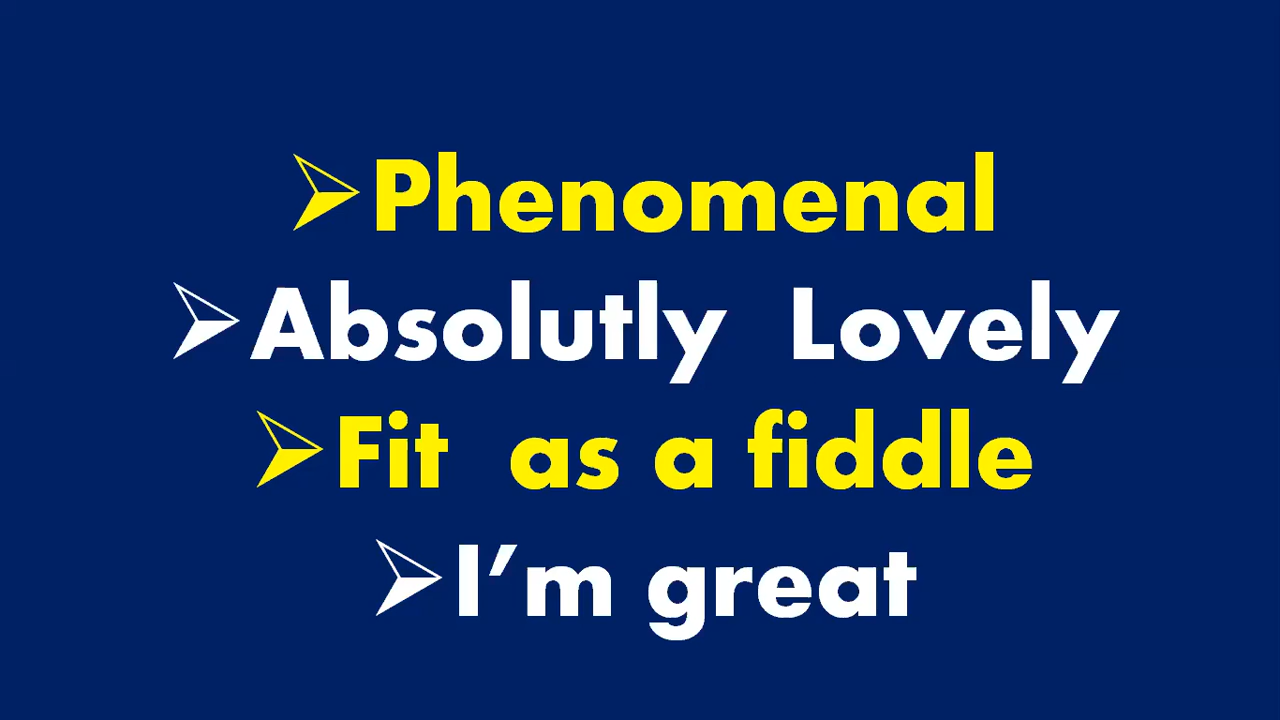 ➢Phenomenal
➢Absolutly Lovely
➢Fit as a fiddle
➢I’m great